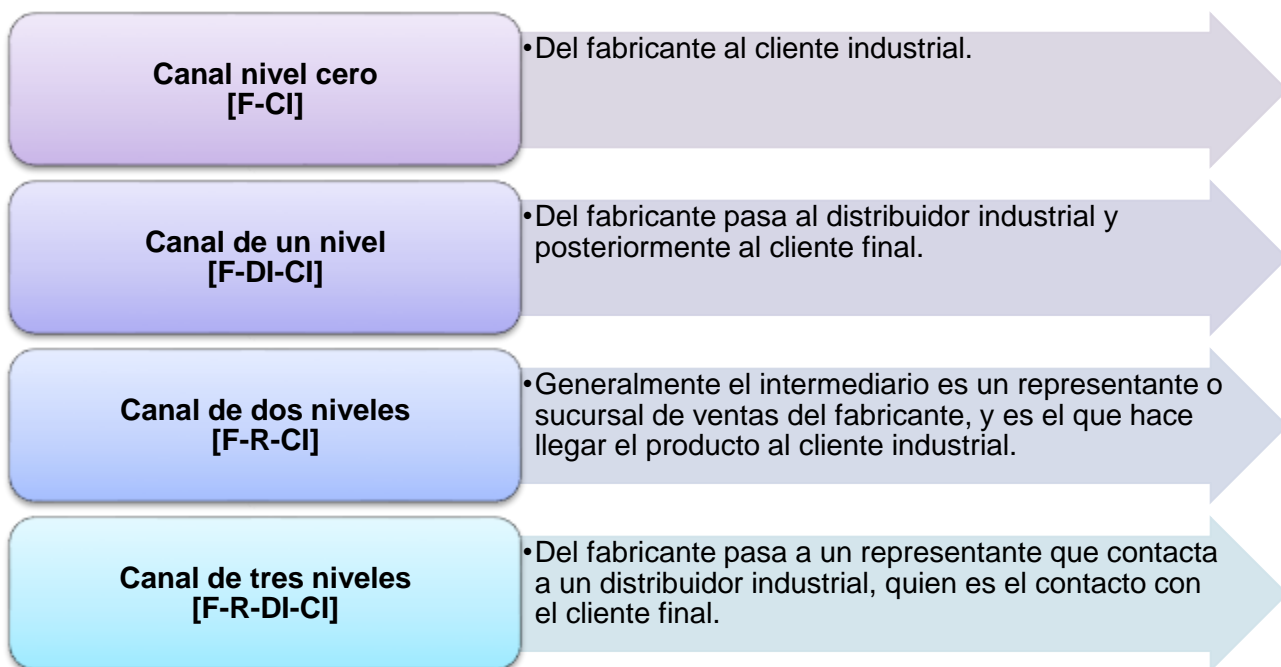 Canal nivel cero
[F-CI]
•Del fabricante al cliente industrial.
Canal de un nivel
[F-DI-CI]
•Del fabricante pasa al distribuidor industrial y
posteriormente al cliente final.
Canal de dos niveles
[F-R-CI]
•Generalmente el intermediario es un representante o
sucursal de ventas del fabricante, y es el que hace
llegar el producto al cliente industrial.
Canal de tres niveles
[F-R-DI-CI]
•Del fabricante pasa a un representante que contacta
a un distribuidor industrial, quien es el contacto con
el cliente final.